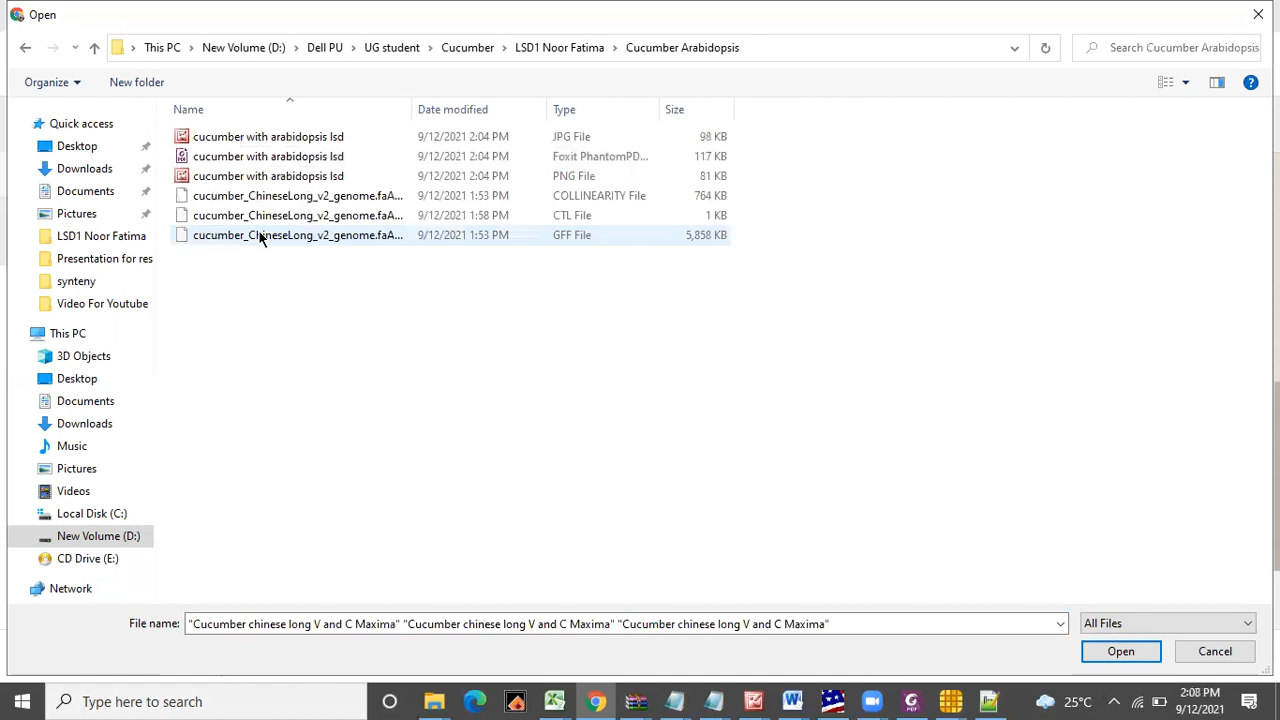 Open
This PC > New Volume (D:) > Dell PU > UG student > Cucumber > LSD1 Noor Fatima > Cucumber Arabidopsis
Search Cucumber Arabidopsis
Organize
New folder
Name Date modified Type Size
cucumber with arabidopsis lsd 9/12/2021 2:04 PM JPG File 98 KB
cucumber with arabidopsis lsd 9/12/2021 2:04 PM Foxit PhantomPD... 117 KB
cucumber with arabidopsis lsd 9/12/2021 2:04 PM PNG File 81 KB
cucumber_ChineseLong_v2_genome.faA... 9/12/2021 1:53 PM COLLINEARITY File 764 KB
cucumber_ChineseLong_v2_genome.faA... 9/12/2021 1:58 PM CTL File 1 KB
cucumber_ChineseLong_v2_genome.faA... 9/12/2021 1:53 PM GFF File 5,858 KB
Quick access
Desktop
Downloads
Documents
Pictures
LSD1 Noor Fatima
Presentation for res
synteny
Video For Youtube
This PC
3D Objects
Desktop
Documents
Downloads
Music
Pictures
Videos
Local Disk (C:)
New Volume (D:)
CD Drive (E:)
Network
File name: "Cucumber chinese long V and C Maxima" "Cucumber chinese long V and C Maxima" "Cucumber chinese long V and C Maxima"
All Files
Open
Cancel
Type here to search
25°C
2:08 PM
9/12/2021